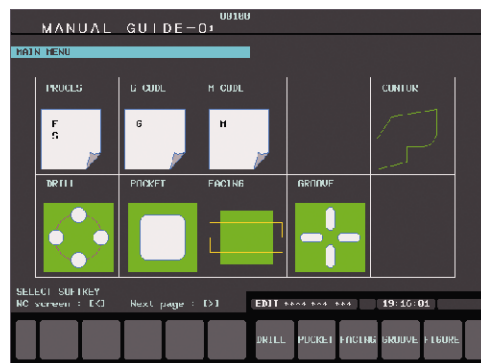 00100
MANUAL GUIDE-0i
MAIN MENU
PROCES G CODE M CODE CONTUR
F
S
G
M
DRILL POCKET FACING GROOVE
SELECT SOFTKEY
NC screen : [<] Next page : [>]
EDIT **** *** *** 19:16:01
DRILL POCKET FACING GROOVE FIGURE